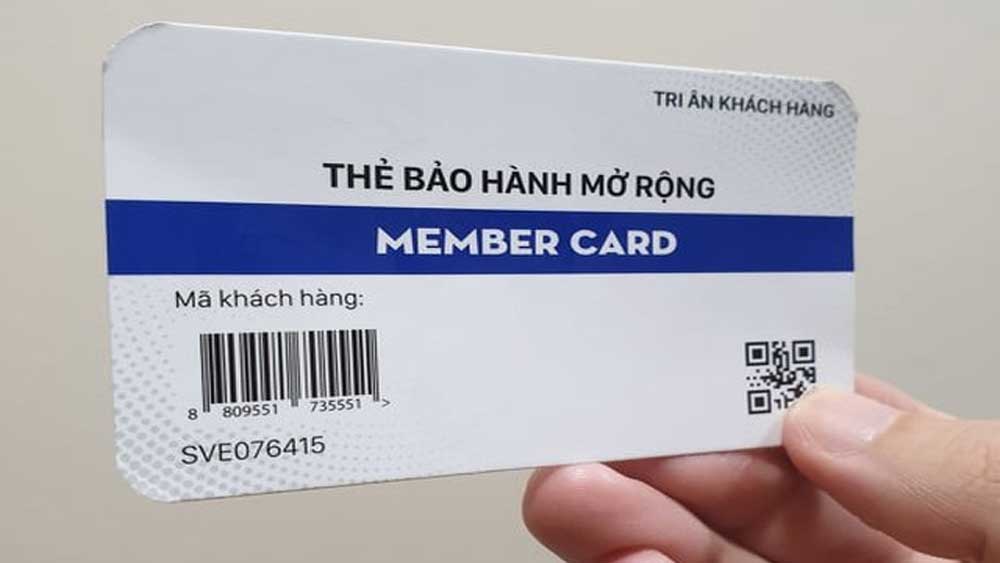 TRI ÂN KHÁCH HÀNG
THẺ BẢO HÀNH MỞ RỘNG
MEMBER CARD
Mã khách hàng:
8 809551 735551 >
SVE076415